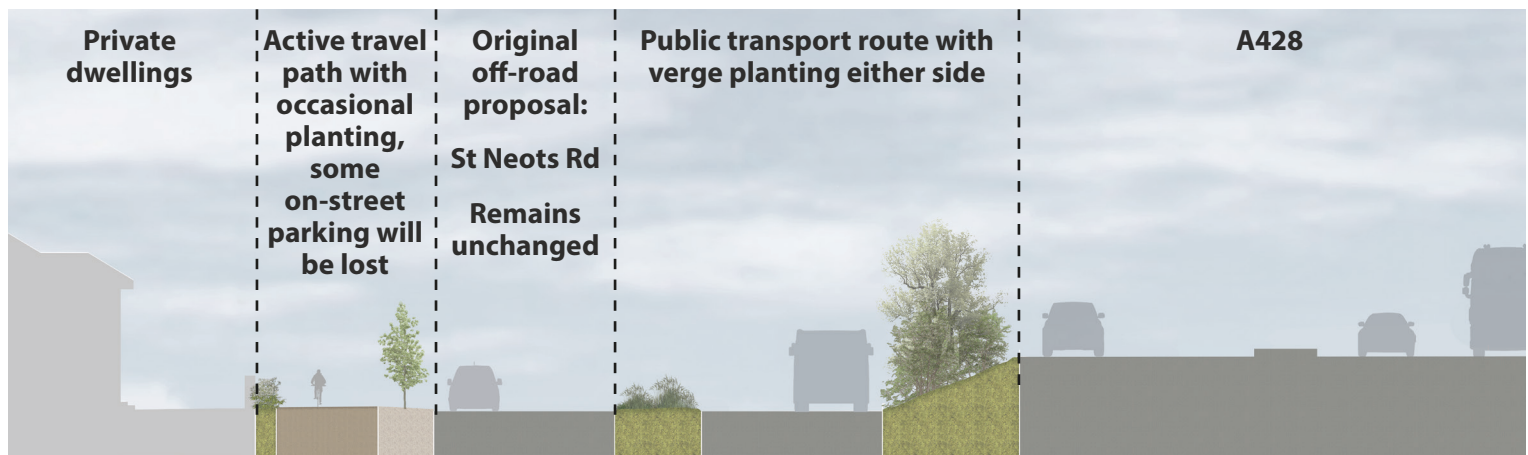 Private
dwellings
Active travel
path with
occasional
planting,
some
on-street
parking will
be lost
Original
off-road
proposal:
St Neots Rd
Remains
unchanged
Public transport route with
verge planting either side
A428